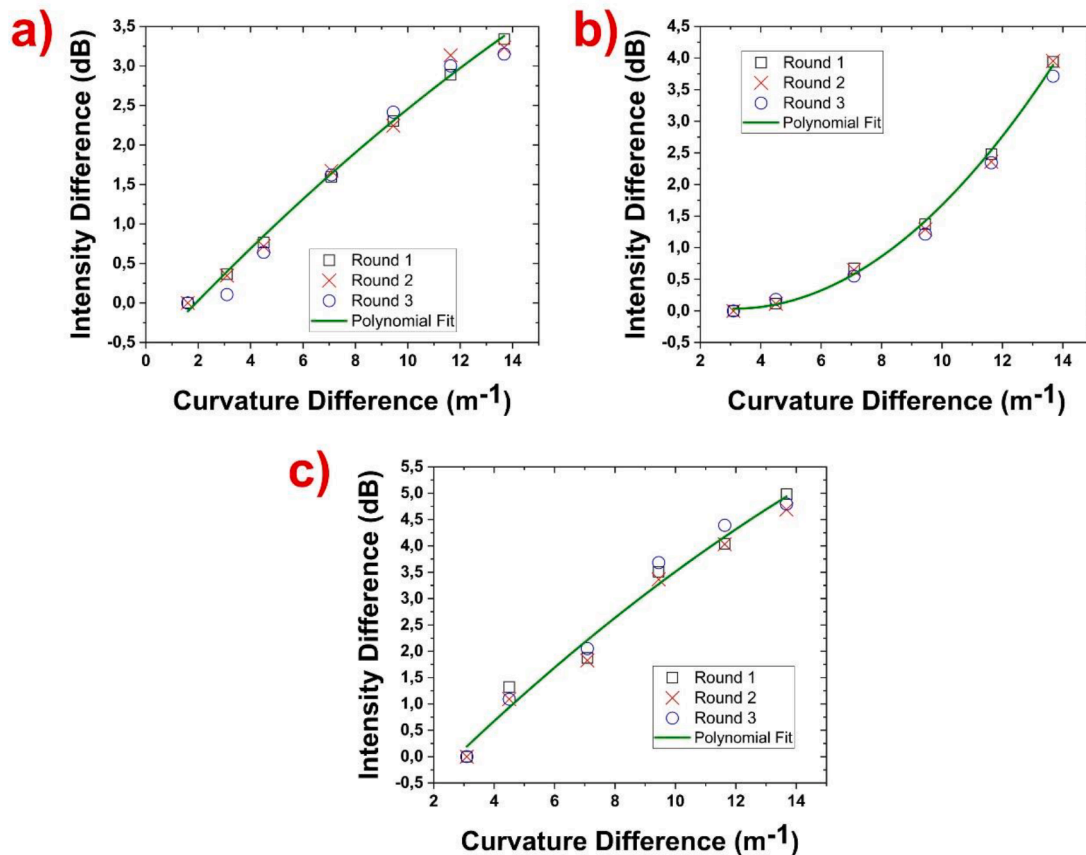 a)
Intensity Difference (dB)
3,5
3,0
2,5
2,0
1,5
1,0
0,5
0,0
-0,5
0 2 4 6 8 10 12 14
Curvature Difference (m-1)
Round 1
Round 2
Round 3
Polynomial Fit
b)
Intensity Difference (dB)
4,5
4,0
3,5
3,0
2,5
2,0
1,5
1,0
0,5
0,0
-0,5
2 4 6 8 10 12 14
Curvature Difference (m-1)
Round 1
Round 2
Round 3
Polynomial Fit
c)
Intensity Difference (dB)
5,5
5,0
4,5
4,0
3,5
3,0
2,5
2,0
1,5
1,0
0,5
0,0
-0,5
2 4 6 8 10 12 14
Curvature Difference (m-1)
Round 1
Round 2
Round 3
Polynomial Fit